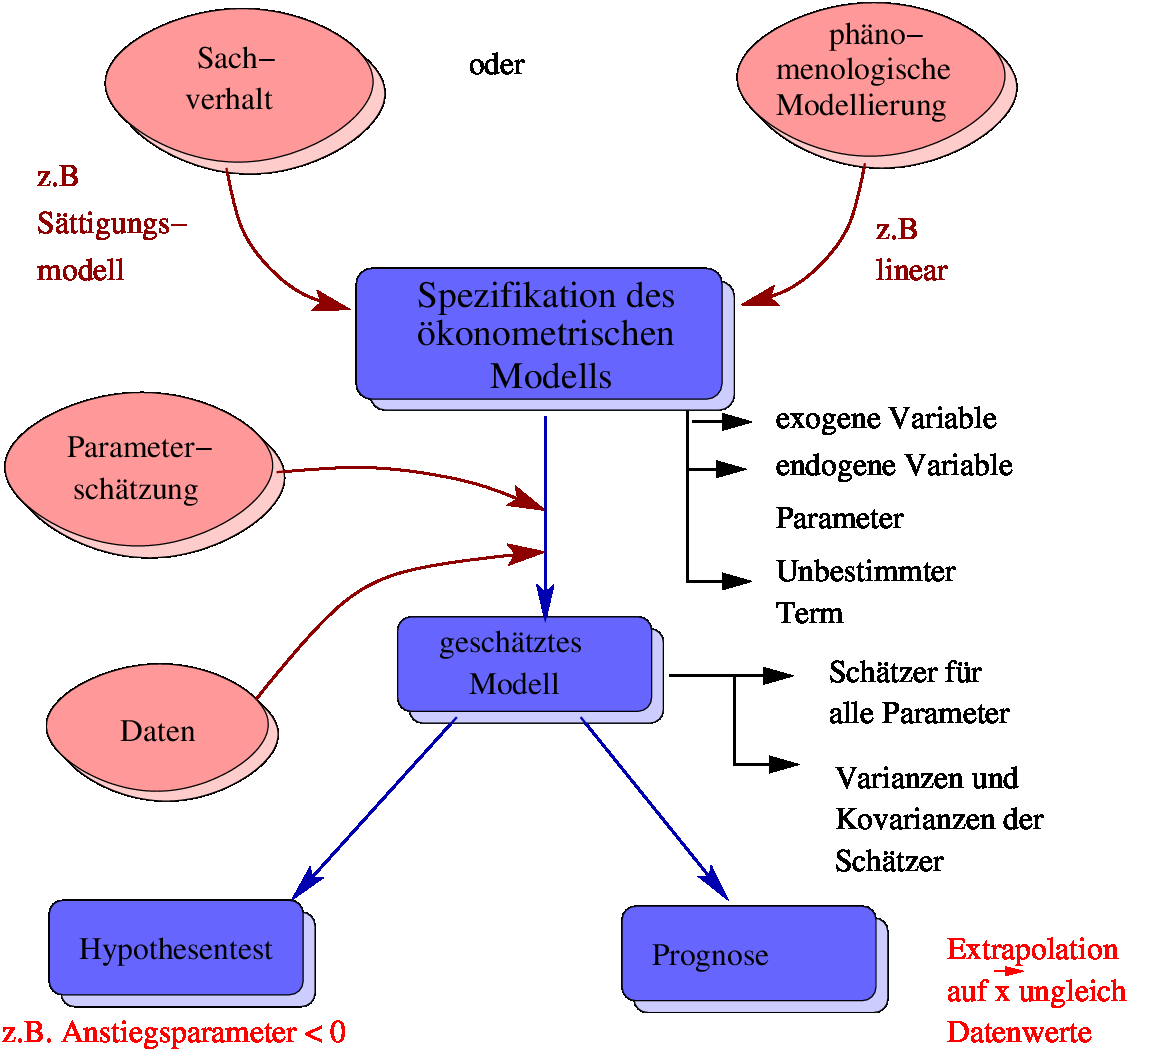 Sach–
verhalt
oder
phäno–
menologische
Modellierung
z.B
Sättigungs–
modell
z.B
linear
Spezifikation des
ökonometrischen
Modells
exogene Variable
endogene Variable
Parameter
Unbestimmter
Term
Parameter–
schätzung
geschätztes
Modell
Schätzer für
alle Parameter
Daten
Varianzen und
Kovarianzen der
Schätzer
Hypothesentest
z.B. Anstiegsparameter < 0
Prognose
Extrapolation
auf x⃗ ungleich
Datenwerte